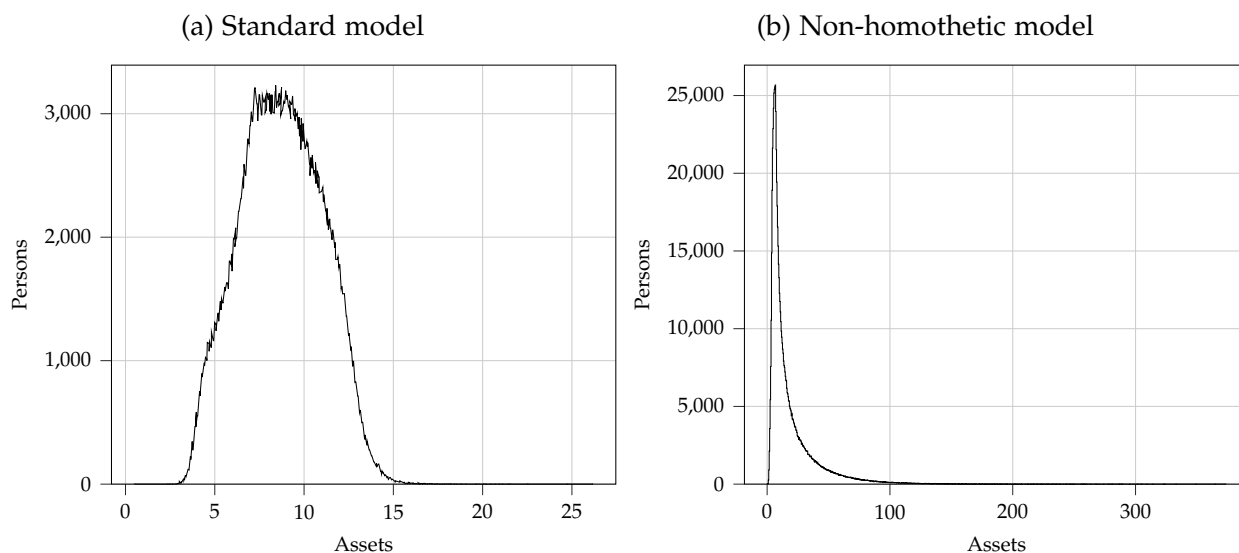 (a) Standard model
3,000
2,000
1,000
0
Persons
0 5 10 15 20 25
Assets
(b) Non-homothetic model
25,000
20,000
15,000
10,000
5,000
0
Persons
0 100 200 300
Assets